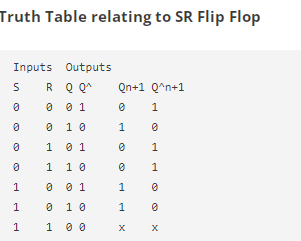 Truth Table relating to SR Flip Flop
Inputs Outputs
S R Q Q^ Qn+1 Q^n+1
0 0 0 1 0 1
0 0 1 0 1 0
0 1 0 1 0 1
0 1 1 0 0 1
1 0 0 1 1 0
1 0 1 0 1 0
1 1 0 0 x x